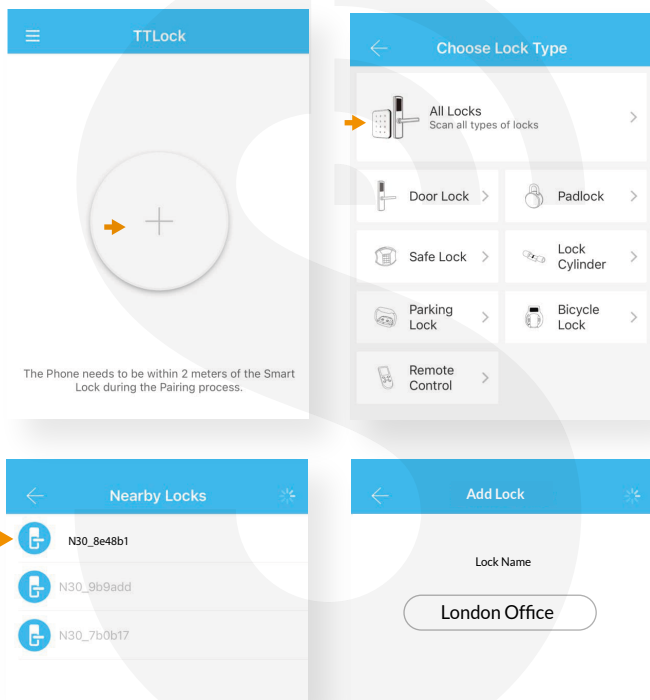 TTLock
The Phone needs to be within 2 meters of the Smart
Lock during the Pairing process.
Choose Lock Type
All Locks
Scan all types of locks
Door Lock
Padlock
Safe Lock
Lock
Cylinder
Parking
Lock
Bicycle
Lock
Remote
Control
Nearby Locks
N30_8e48b1
N30_9b9add
N30_7b0b17
Add Lock
Lock Name
London Office